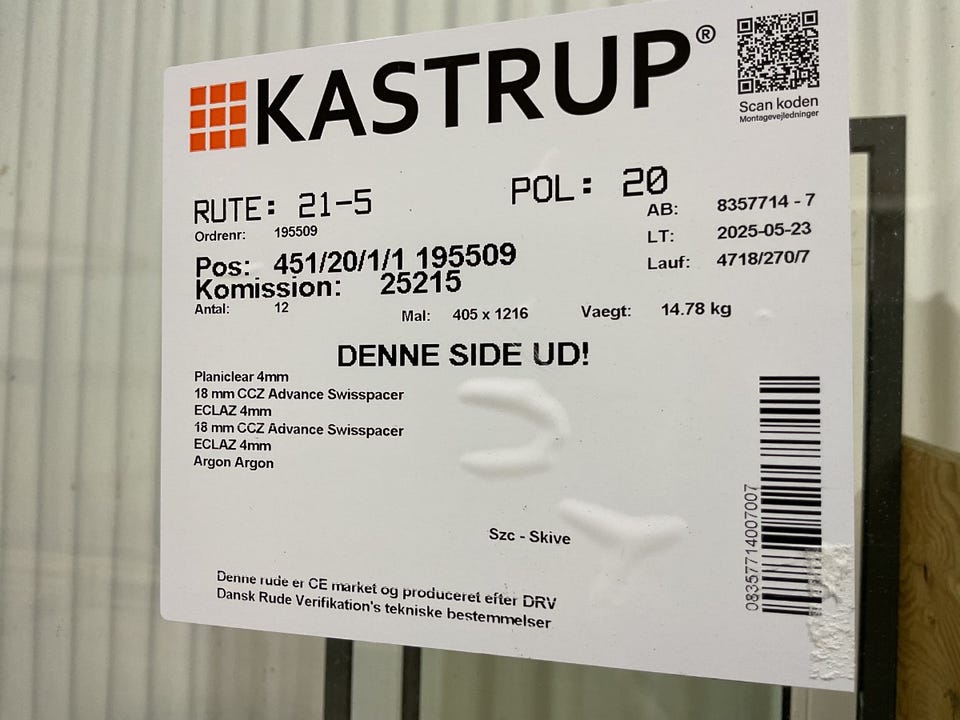 KASTRUP®
Scan koden
Montagevejledninger
RUTE: 21-5 POL: 20
Ordrenr: 195509
AB: 8357714 - 7
LT: 2025-05-23
Lauf: 4718/270/7
Pos: 451/20/1/1 195509
Komission: 25215
Antal: 12 Mal: 405 x 1216 Vaegt: 14.78 kg
DENNE SIDE UD!
Planiclear 4mm
18 mm CCZ Advance Swisspacer
ECLAZ 4mm
18 mm CCZ Advance Swisspacer
ECLAZ 4mm
Argon Argon
Szc - Skive
08357714007007
Denne rude er CE market og produceret efter DRV
Dansk Rude Verifikation's tekniske bestemmelser